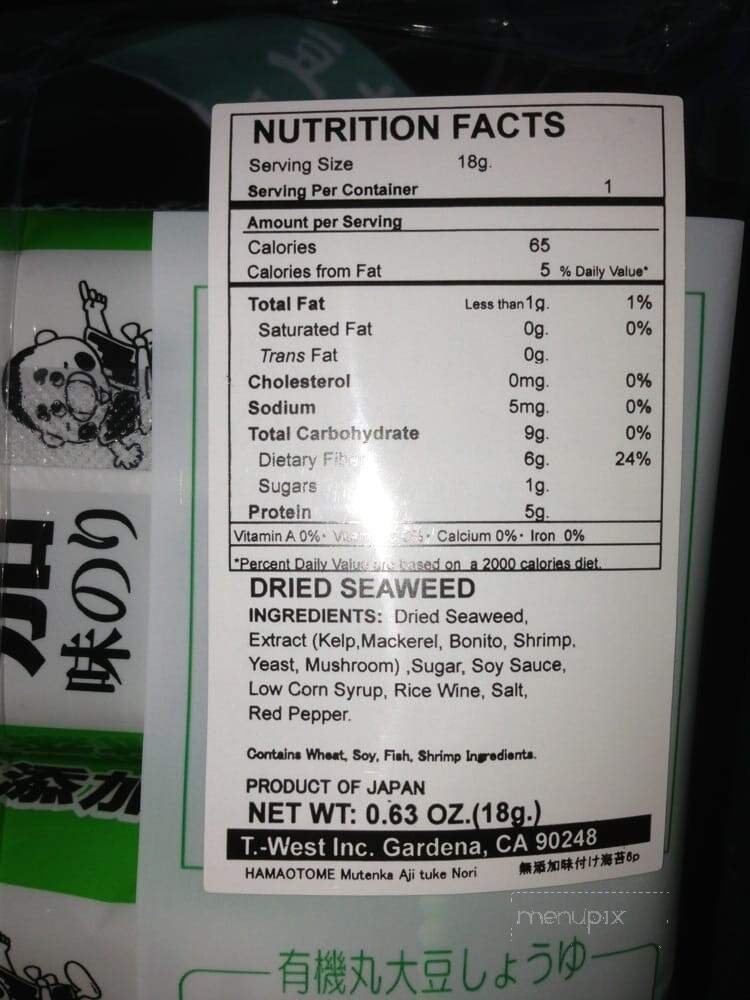 NUTRITION FACTS
Serving Size 18g.
Serving Per Container 1
Amount per Serving
Calories 65
Calories from Fat 5 % Daily Value*
Total Fat Less than 1g. 1%
Saturated Fat 0g. 0%
Trans Fat 0g.
Cholesterol 0mg. 0%
Sodium 5mg. 0%
Total Carbohydrate 9g. 0%
Dietary Fiber 6g. 24%
Sugars 1g.
Protein 5g.
Vitamin A 0%· Calcium 0%· Iron 0%
*Percent Daily Value are based on a 2000 calories diet.
DRIED SEAWEED
INGREDIENTS: Dried Seaweed,
Extract (Kelp,Mackerel, Bonito, Shrimp,
Yeast, Mushroom) ,Sugar, Soy Sauce,
Low Corn Syrup, Rice Wine, Salt,
Red Pepper.
Contains Wheat, Soy, Fish, Shrimp Ingredients.
PRODUCT OF JAPAN
NET WT: 0.63 OZ.(18g.)
T.-West Inc. Gardena, CA 90248
HAMAOTOME Mutenka Aji tuke Nori 無添加味付け海苔6p
menupix
有機丸大豆しょうゆ
加
味のり
添加